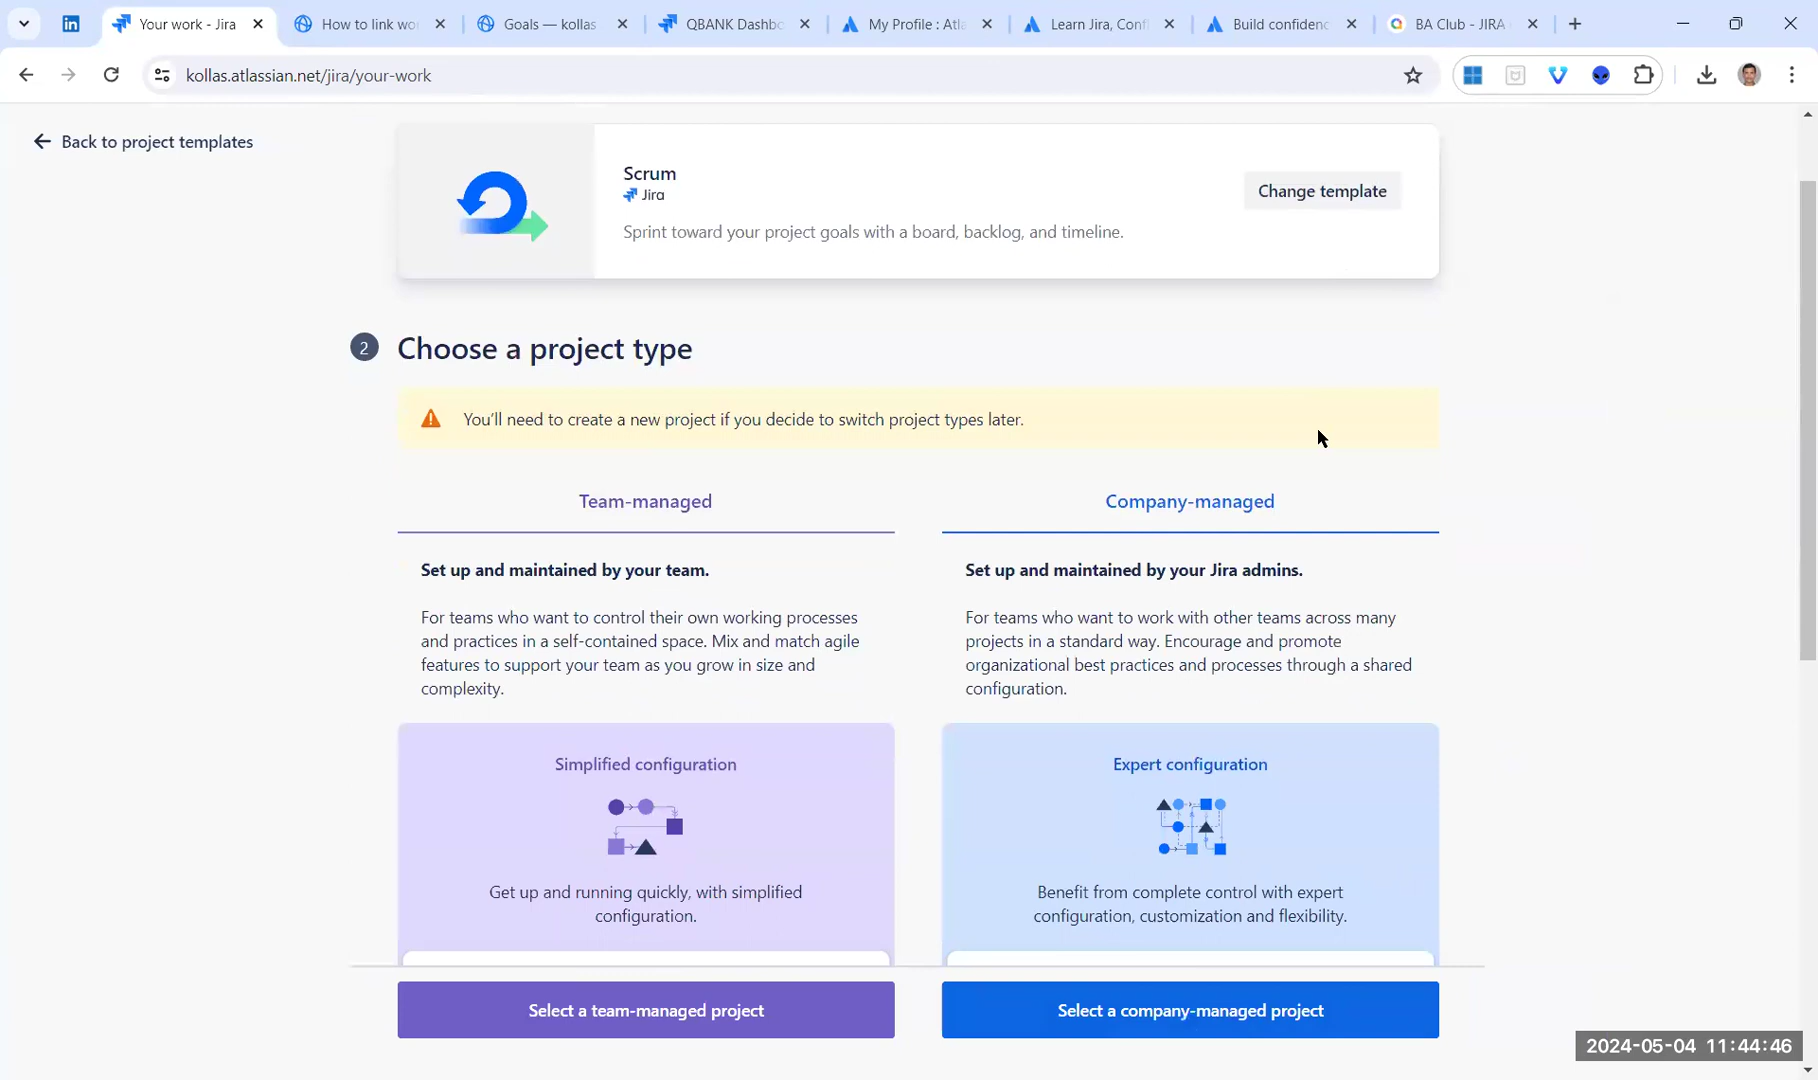 Your work - Jira
How to link wo
Goals — kollas
QBANK Dashbo
My Profile : Atla
Learn Jira, Confl
Build confidenc
BA Club - JIRA
kollas.atlassian.net/jira/your-work
Back to project templates
Scrum
Jira
Change template
Sprint toward your project goals with a board, backlog, and timeline.
2
Choose a project type
You'll need to create a new project if you decide to switch project types later.
Team-managed
Set up and maintained by your team.
For teams who want to control their own working processes
and practices in a self-contained space. Mix and match agile
features to support your team as you grow in size and
complexity.
Simplified configuration
Get up and running quickly, with simplified
configuration.
Select a team-managed project
Company-managed
Set up and maintained by your Jira admins.
For teams who want to work with other teams across many
projects in a standard way. Encourage and promote
organizational best practices and processes through a shared
configuration.
Expert configuration
Benefit from complete control with expert
configuration, customization and flexibility.
Select a company-managed project
2024-05-04 11:44:46